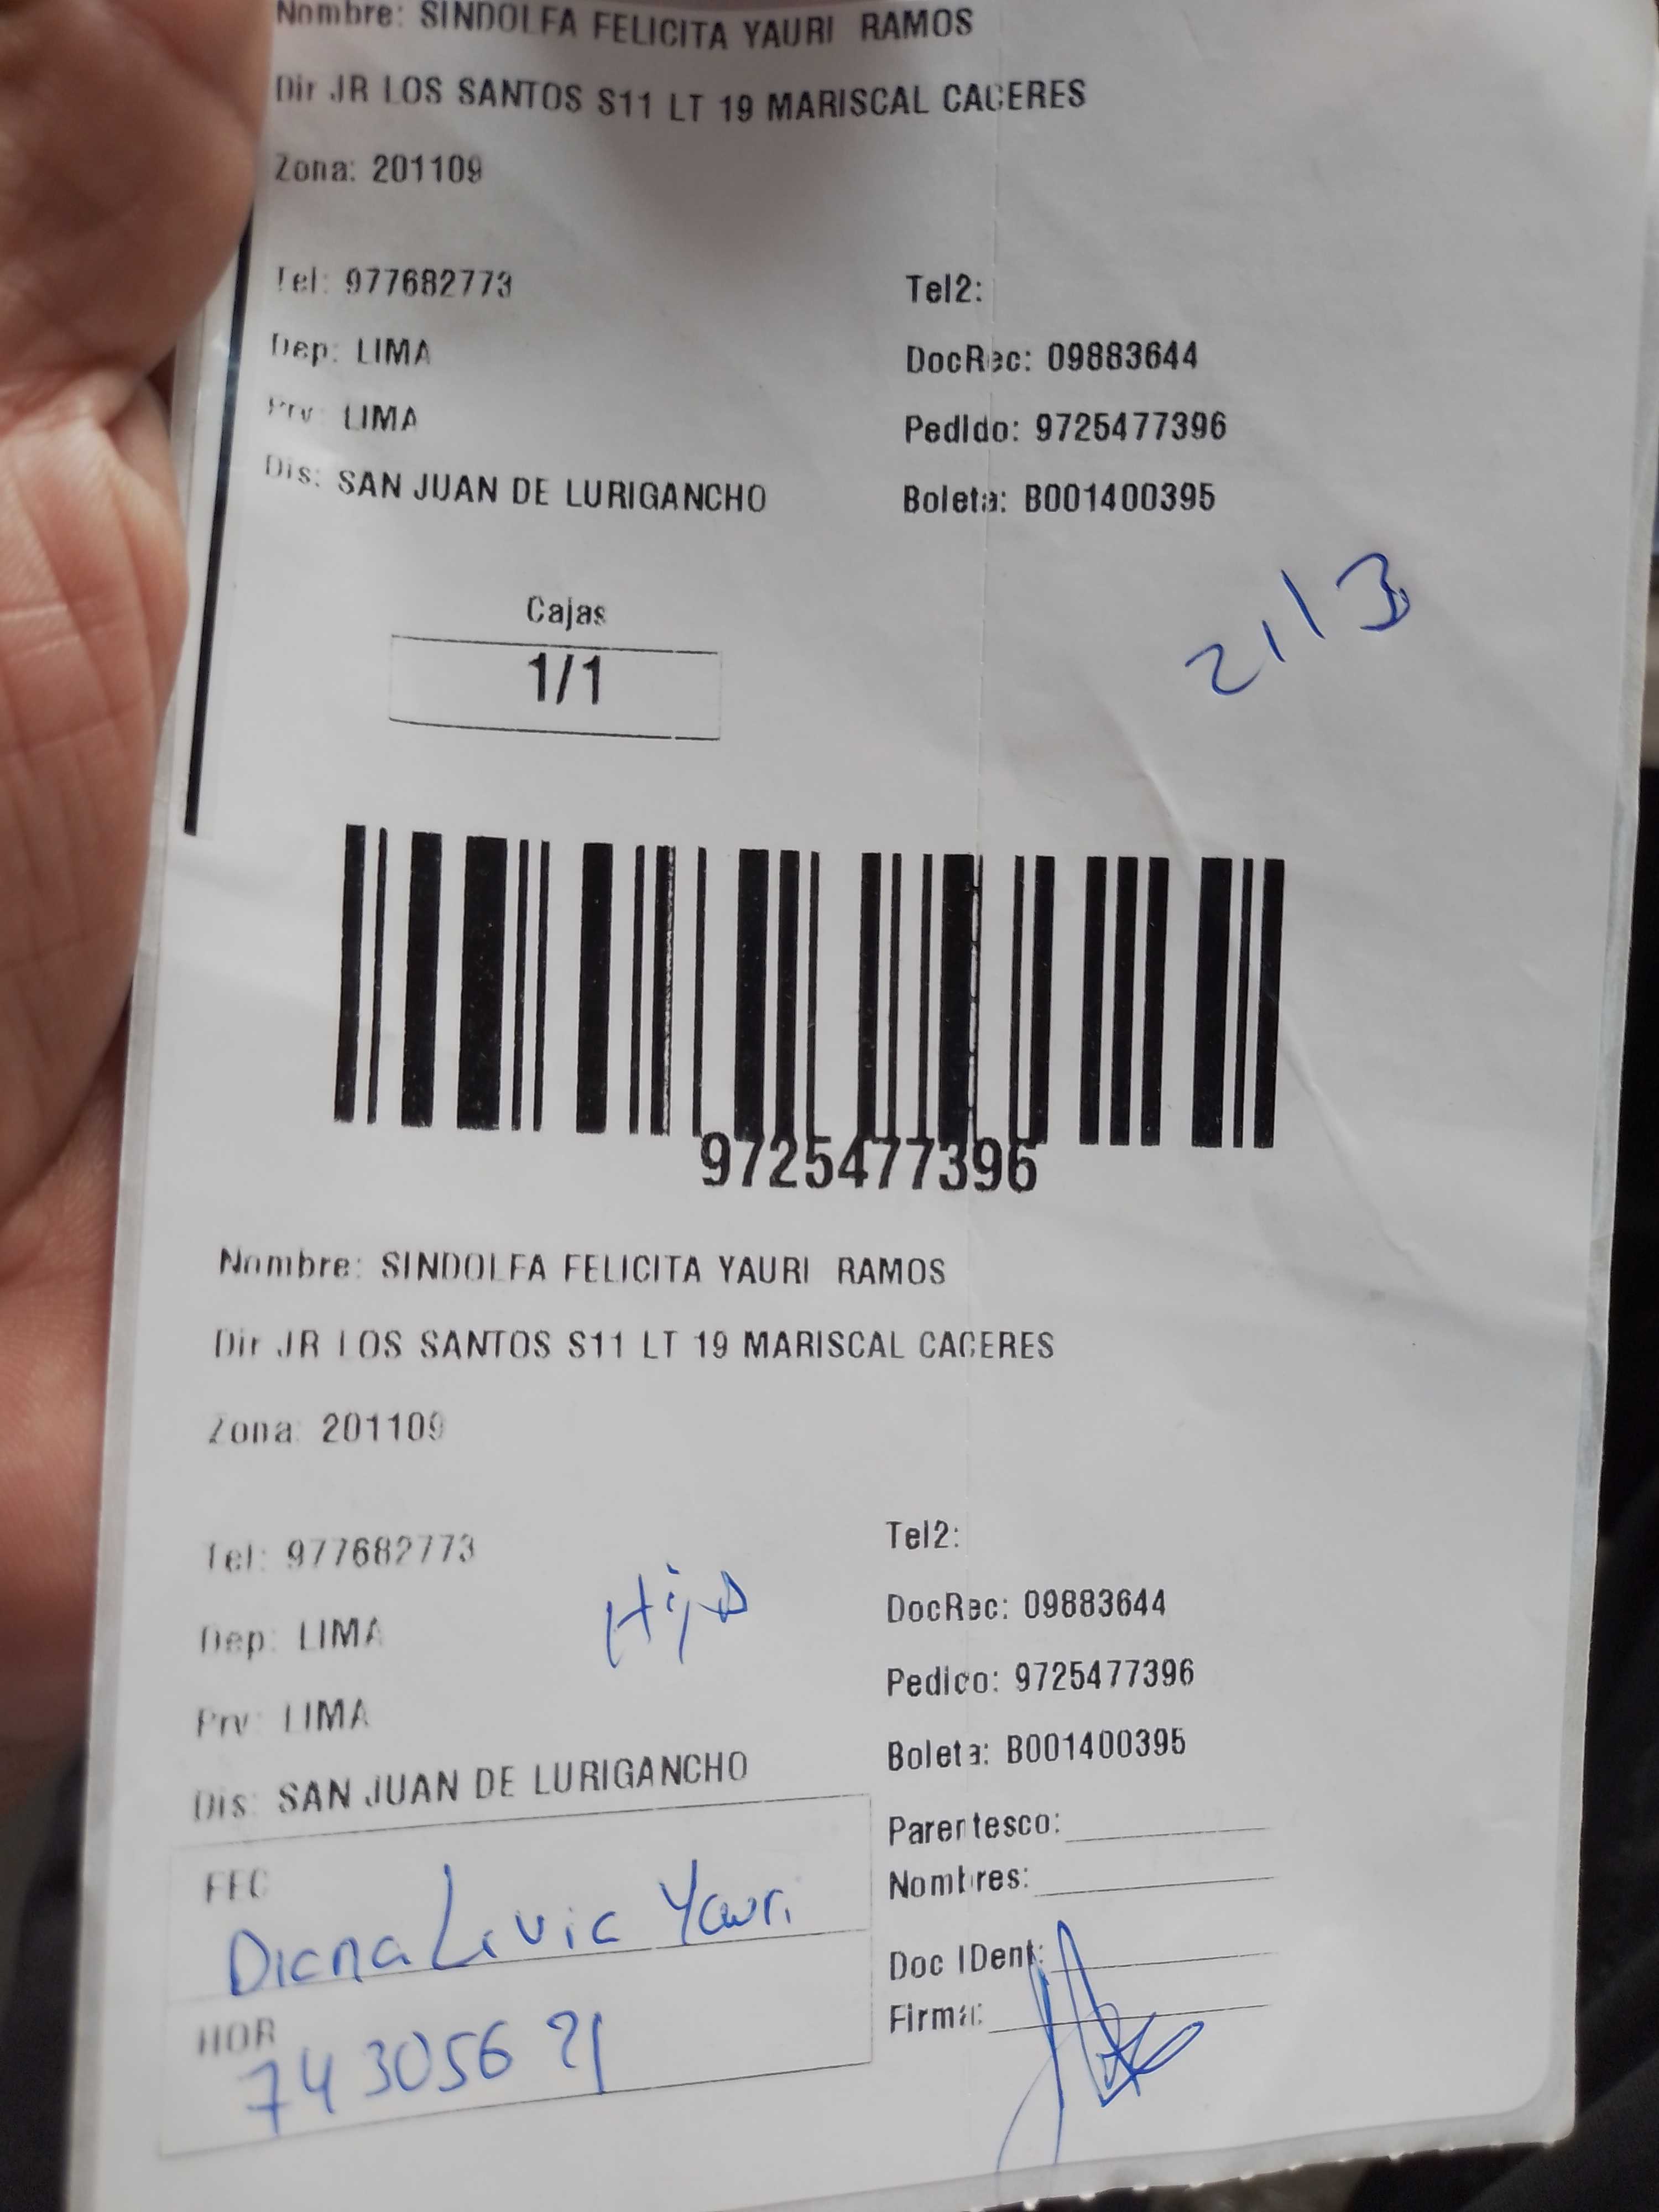 Nombre: SINDOLFA FELICITA YAURI RAMOS
Dir JR LOS SANTOS S11 LT 19 MARISCAL CACERES
Zona: 201109
Tel: 977682773 Tel2:
Dep: LIMA DocRec: 09883644
Prv: LIMA Pedido: 9725477396
Dis: SAN JUAN DE LURIGANCHO Boleta: B001400395
Cajas
1/1
9725477396
Nombre: SINDOLFA FELICITA YAURI RAMOS
Dir JR LOS SANTOS S11 LT 19 MARISCAL CACERES
Zona: 201109
Tel: 977682773 Tel2:
Hija
Dep: LIMA DocRec: 09883644
Prv: LIMA Pedido: 9725477396
Dis: SAN JUAN DE LURIGANCHO Boleta: B001400395
Parentesco:
FEC Nombres:
Diana Livia Yauri
Doc IDent:
HOR Firma:
743056